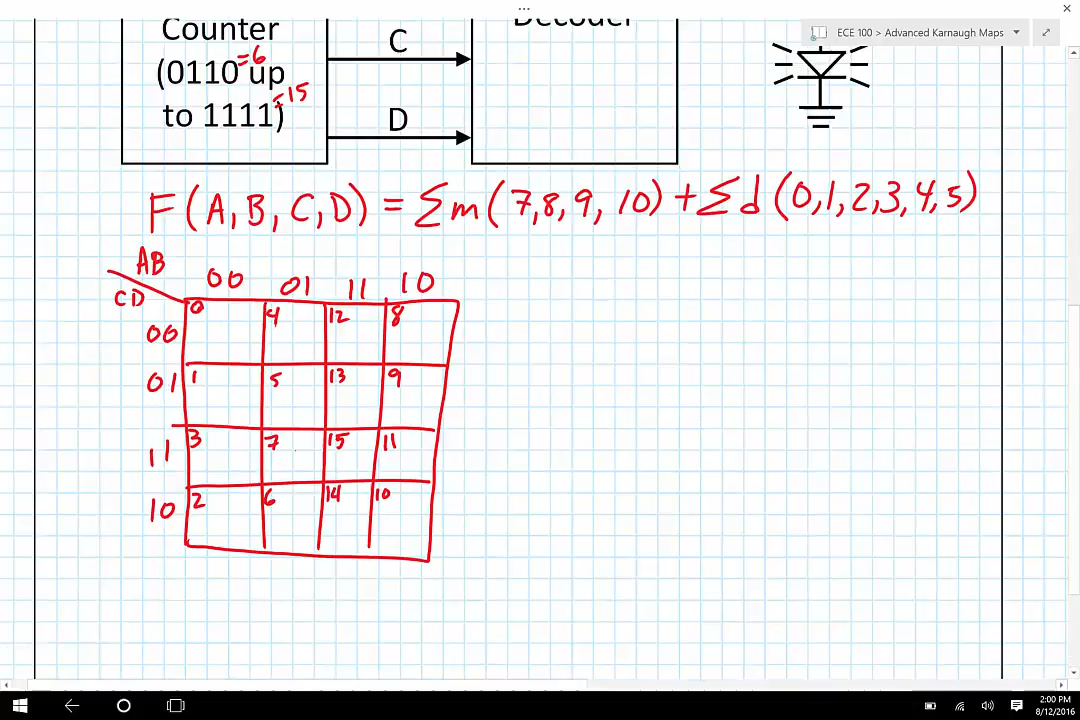 ...
ECE 100 > Advanced Karnaugh Maps
Counter
Decoder
C
=6
(0110 up
=15
to 1111)
D
F(A,B,C,D) = Σm(7,8,9,10)+Σd(0,1,2,3,4,5)
AB
00 01 11 10
CD
0 4 12 8
00
01 1 5 13 9
3 7 15 11
11
10 2 6 14 10
2:00 PM
8/12/2016